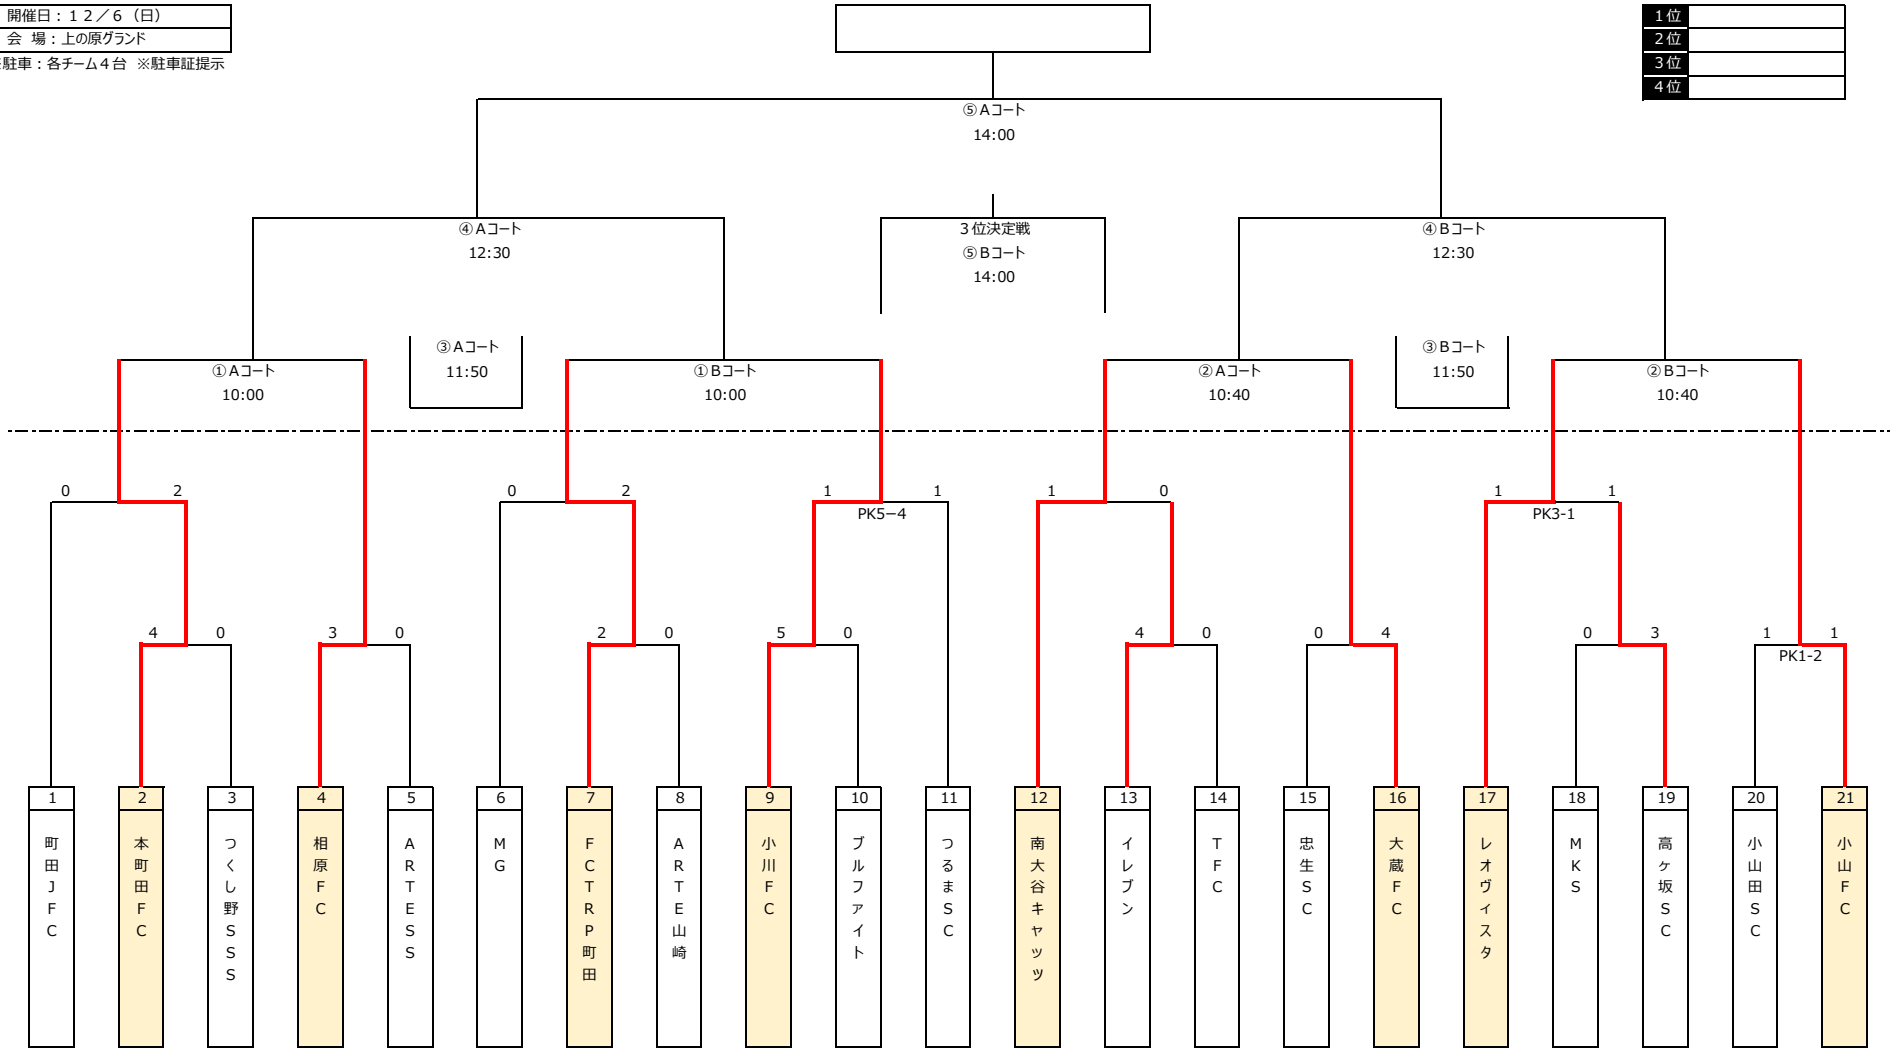 開催日：１２／６（日）
会 場：上の原グランド
駐車：各チーム４台 ※駐車証提示
１位
２位
３位
４位
⑤Ａコート
14:00
④Ａコート
12:30
３位決定戦
⑤Ｂコート
14:00
④Ｂコート
12:30
③Ａコート
11:50
③Ｂコート
11:50
①Ａコート
10:00
①Ｂコート
10:00
②Ａコート
10:40
②Ｂコート
10:40
0 2 0 2 1 1 1 0 1 1
PK5－4 PK3-1
4 0 3 0 2 0 5 0 4 0 0 4 0 3 1 1
PK1-2
1 2 3 4 5 6 7 8 9 10 11 12 13 14 15 16 17 18 19 20 21
町田ＪＦＣ
本町田ＦＣ
つくし野ＳＳＳ
相原ＦＣ
ＡＲＴＥＳＳ
ＭＧ
ＦＣＴＲＰ町田
ＡＲＴＥ山崎
小川ＦＣ
ブルファイト
つるまＳＣ
南大谷キャッツ
イレブン
ＴＦＣ
忠生ＳＣ
大蔵ＦＣ
レオヴィスタ
ＭＫＳ
高ヶ坂ＳＣ
小山田ＳＣ
小山ＦＣ